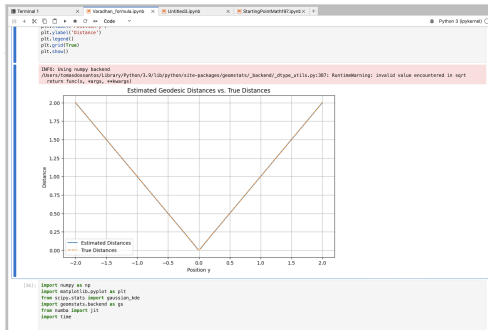 Terminal 1
Varadhan_Formula.ipynb
Untitled3.ipynb
StartingPointMathf97.ipynb
Code
Python 3 (ipykernel)
plt.ylabel('Distance')
plt.legend()
plt.grid(True)
plt.show()
INFO: Using numpy backend
/Users/tomasdossantos/Library/Python/3.9/lib/python/site-packages/geomstats/_backend/_dtype_utils.py:307: RuntimeWarning: invalid value encountered in sqrt
return func(x, *args, **kwargs)
Estimated Geodesic Distances vs. True Distances
2.00
1.75
1.50
1.25
1.00
0.75
0.50
0.25
0.00
Distance
Estimated Distances
True Distances
−2.0 −1.5 −1.0 −0.5 0.0 0.5 1.0 1.5 2.0
Position y
import numpy as np
import matplotlib.pyplot as plt
from scipy.stats import gaussian_kde
import geomstats.backend as gs
from numba import jit
import time